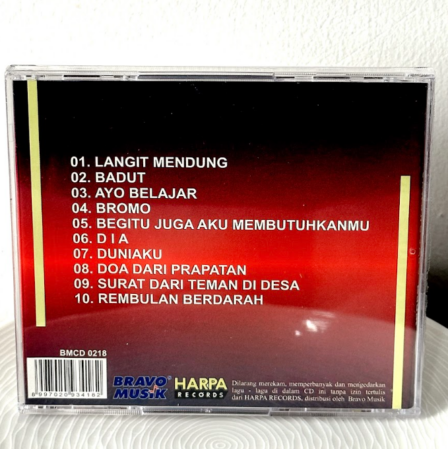 01. LANGIT MENDUNG
02. BADUT
03. AYO BELAJAR
04. BROMO
05. BEGITU JUGA AKU MEMBUTUHKANMU
06. D I A
07. DUNIAKU
08. DOA DARI PRAPATAN
09. SURAT DARI TEMAN DI DESA
10. REMBULAN BERDARAH
BMCD 0218
BRAVO MUSIK
HARPA
RECORDS
Dilarang merekam, memperbanyak dan mengedarkan
lagu - lagu di dalam CD ini tanpa izin tertulis
dari HARPA RECORDS, distribusi oleh Bravo Musik